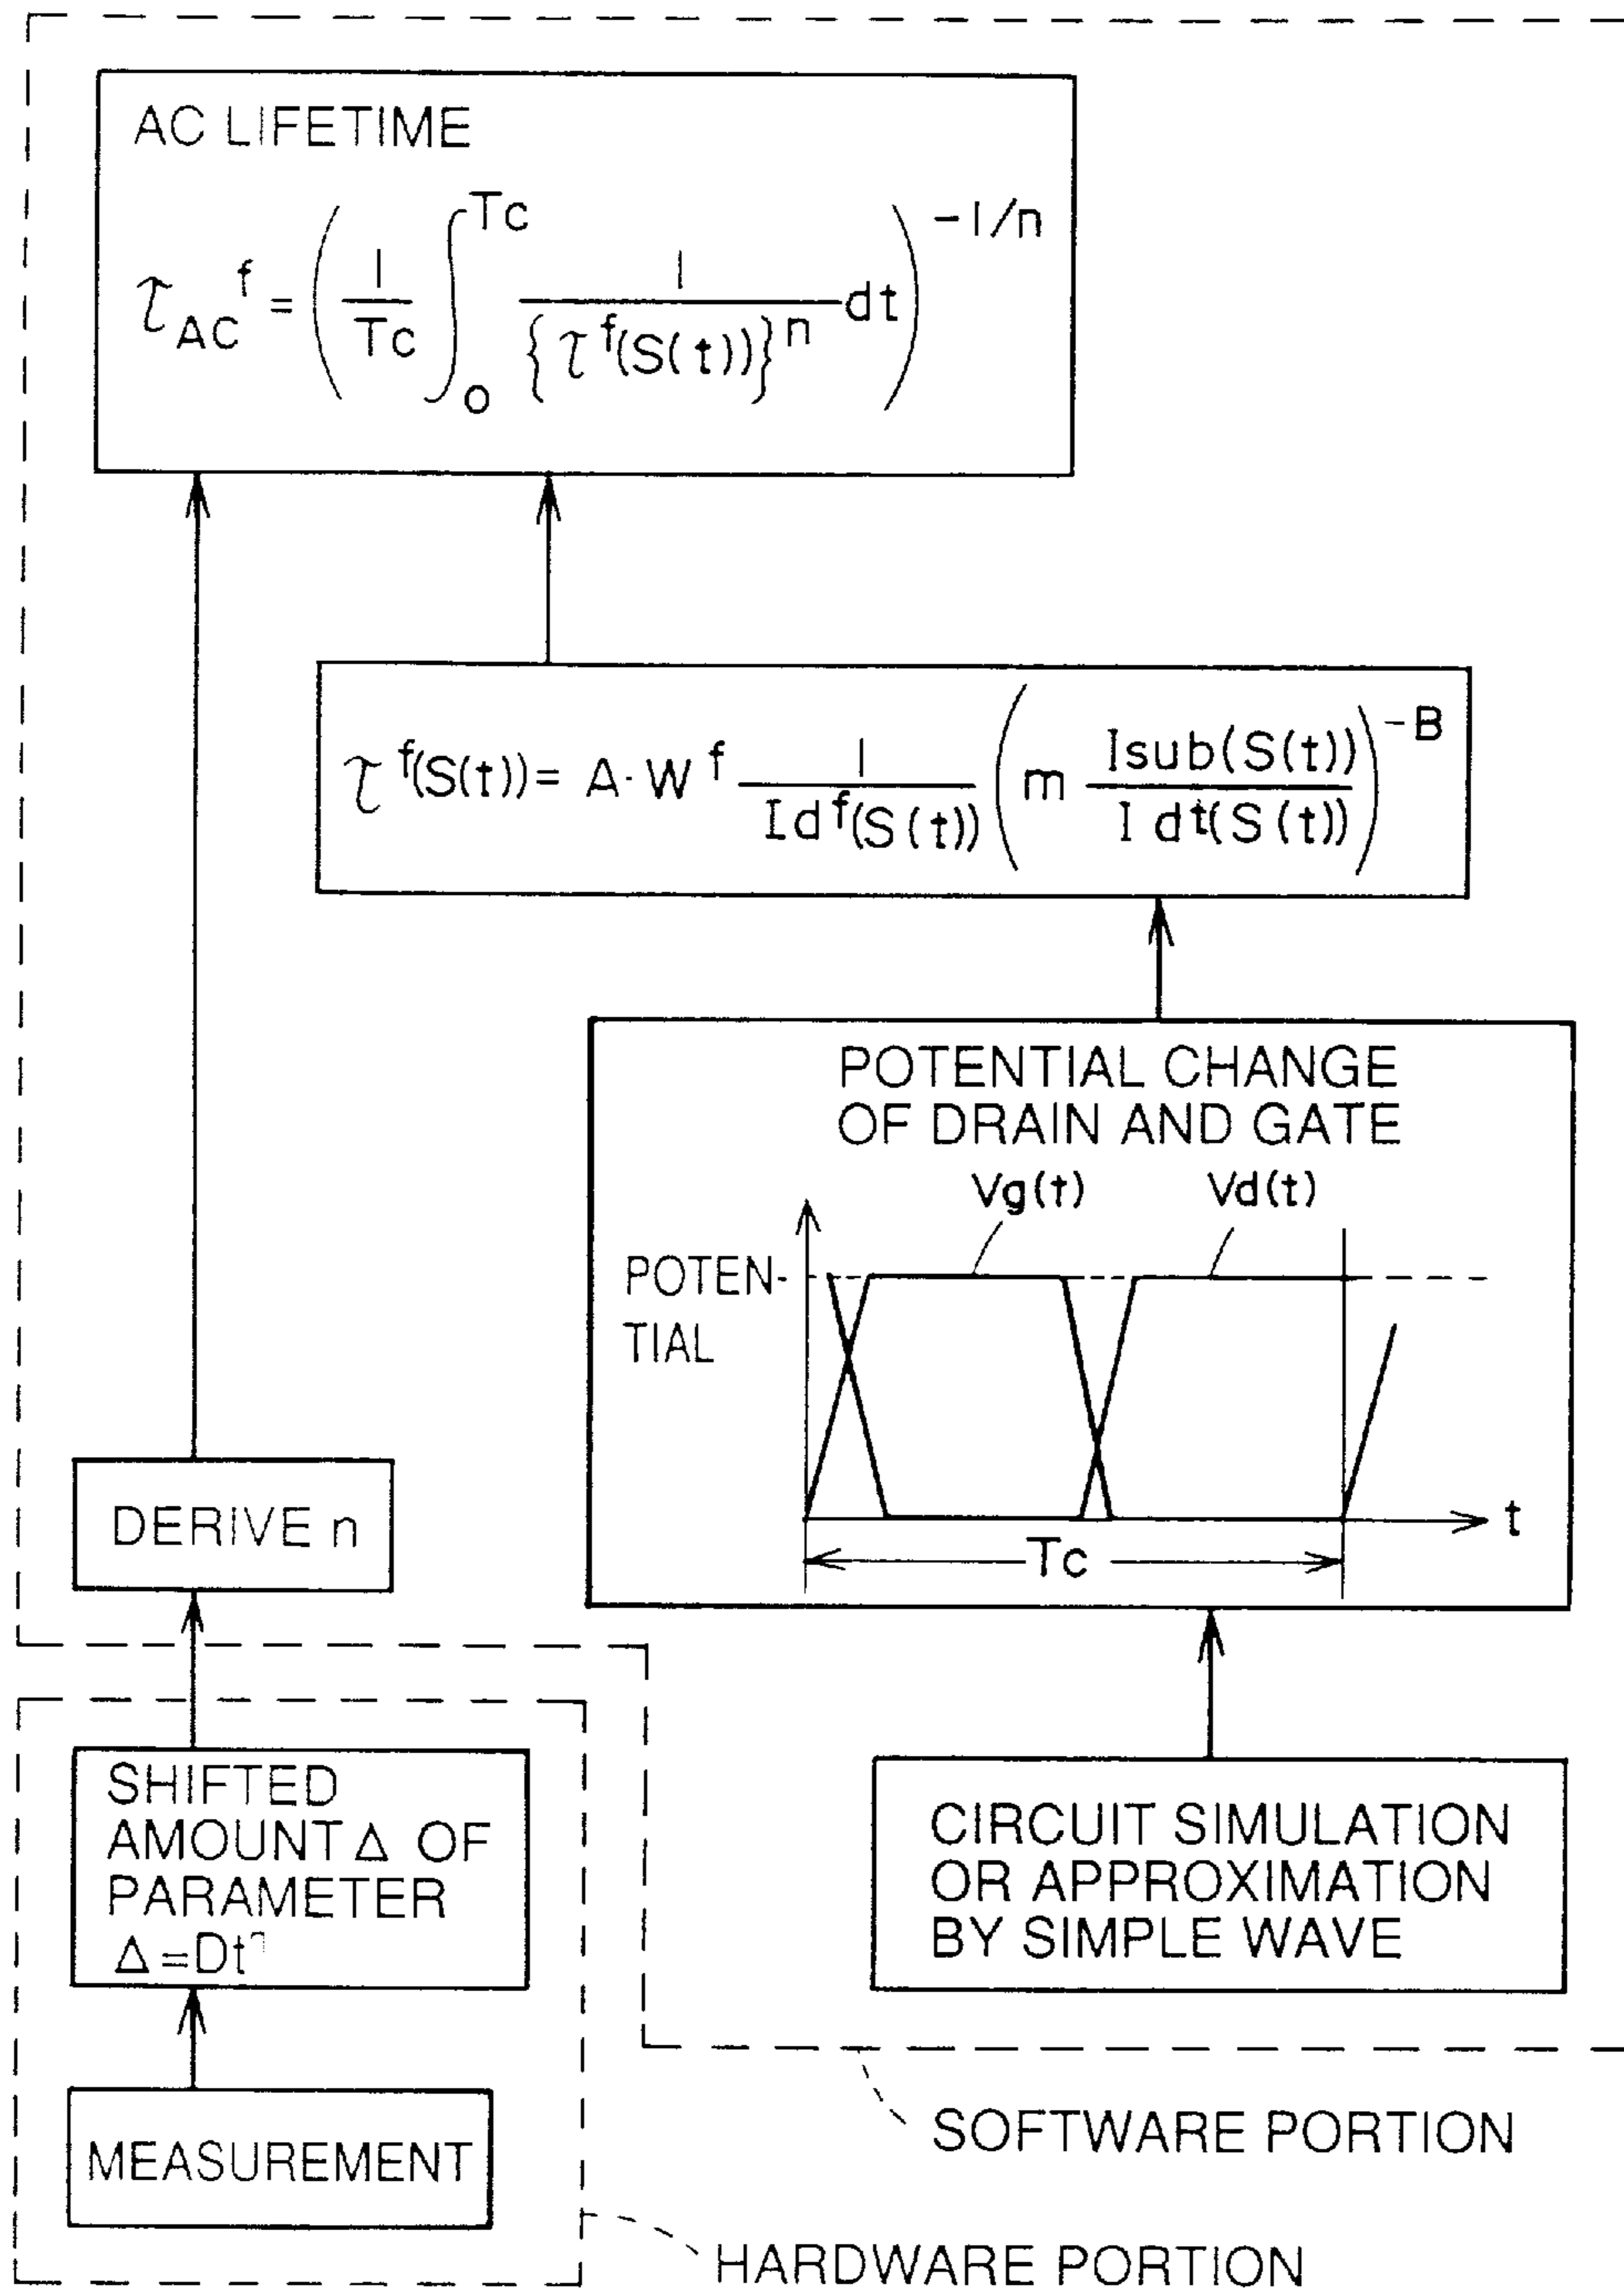 AC LIFETIME
τ_AC^f = ( 1/Tc ∫_0^Tc 1/{τ^f(S(t))}^n dt )^-1/n
τ^f(S(t)) = A·W^f 1/Id^f(S(t)) ( m Isub(S(t))/Idt(S(t)) )^-B
POTENTIAL CHANGE
OF DRAIN AND GATE
Vg(t) Vd(t)
POTEN-
TIAL
t
Tc
DERIVE n
SHIFTED
AMOUNT Δ OF
PARAMETER
Δ=Dt
CIRCUIT SIMULATION
OR APPROXIMATION
BY SIMPLE WAVE
MEASUREMENT
SOFTWARE PORTION
HARDWARE PORTION